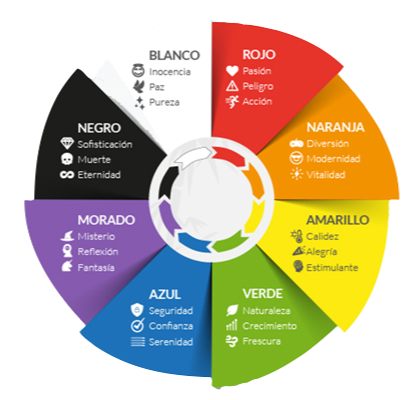 BLANCO
Inocencia
Paz
Pureza
ROJO
Pasión
Peligro
Acción
NARANJA
Diversión
Modernidad
Vitalidad
AMARILLO
Calidez
Alegría
Estimulante
VERDE
Naturaleza
Crecimiento
Frescura
AZUL
Seguridad
Confianza
Serenidad
MORADO
Misterio
Reflexión
Fantasía
NEGRO
Sofisticación
Muerte
Eternidad